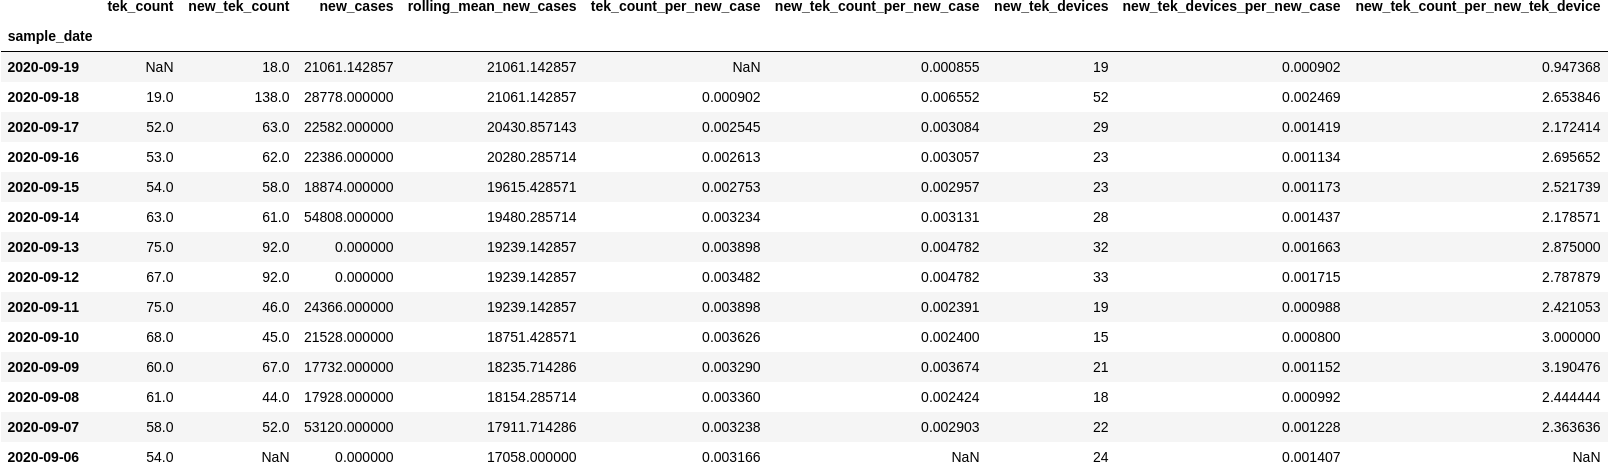 tek_count new_tek_count new_cases rolling_mean_new_cases tek_count_per_new_case new_tek_count_per_new_case new_tek_devices new_tek_devices_per_new_case new_tek_count_per_new_tek_device
sample_date
2020-09-19 NaN 18.0 21061.142857 21061.142857 NaN 0.000855 19 0.000902 0.947368
2020-09-18 19.0 138.0 28778.000000 21061.142857 0.000902 0.006552 52 0.002469 2.653846
2020-09-17 52.0 63.0 22582.000000 20430.857143 0.002545 0.003084 29 0.001419 2.172414
2020-09-16 53.0 62.0 22386.000000 20280.285714 0.002613 0.003057 23 0.001134 2.695652
2020-09-15 54.0 58.0 18874.000000 19615.428571 0.002753 0.002957 23 0.001173 2.521739
2020-09-14 63.0 61.0 54808.000000 19480.285714 0.003234 0.003131 28 0.001437 2.178571
2020-09-13 75.0 92.0 0.000000 19239.142857 0.003898 0.004782 32 0.001663 2.875000
2020-09-12 67.0 92.0 0.000000 19239.142857 0.003482 0.004782 33 0.001715 2.787879
2020-09-11 75.0 46.0 24366.000000 19239.142857 0.003898 0.002391 19 0.000988 2.421053
2020-09-10 68.0 45.0 21528.000000 18751.428571 0.003626 0.002400 15 0.000800 3.000000
2020-09-09 60.0 67.0 17732.000000 18235.714286 0.003290 0.003674 21 0.001152 3.190476
2020-09-08 61.0 44.0 17928.000000 18154.285714 0.003360 0.002424 18 0.000992 2.444444
2020-09-07 58.0 52.0 53120.000000 17911.714286 0.003238 0.002903 22 0.001228 2.363636
2020-09-06 54.0 NaN 0.000000 17058.000000 0.003166 NaN 24 0.001407 NaN